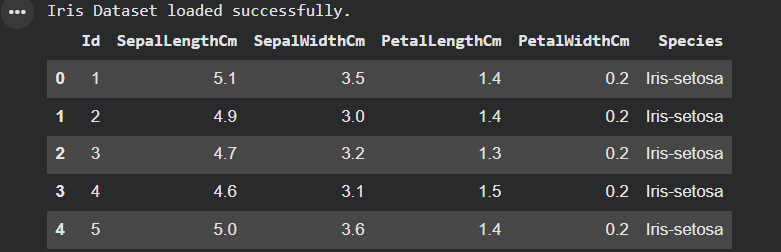 Iris Dataset loaded successfully.
Id SepalLengthCm SepalWidthCm PetalLengthCm PetalWidthCm Species
0 1 5.1 3.5 1.4 0.2 Iris-setosa
1 2 4.9 3.0 1.4 0.2 Iris-setosa
2 3 4.7 3.2 1.3 0.2 Iris-setosa
3 4 4.6 3.1 1.5 0.2 Iris-setosa
4 5 5.0 3.6 1.4 0.2 Iris-setosa